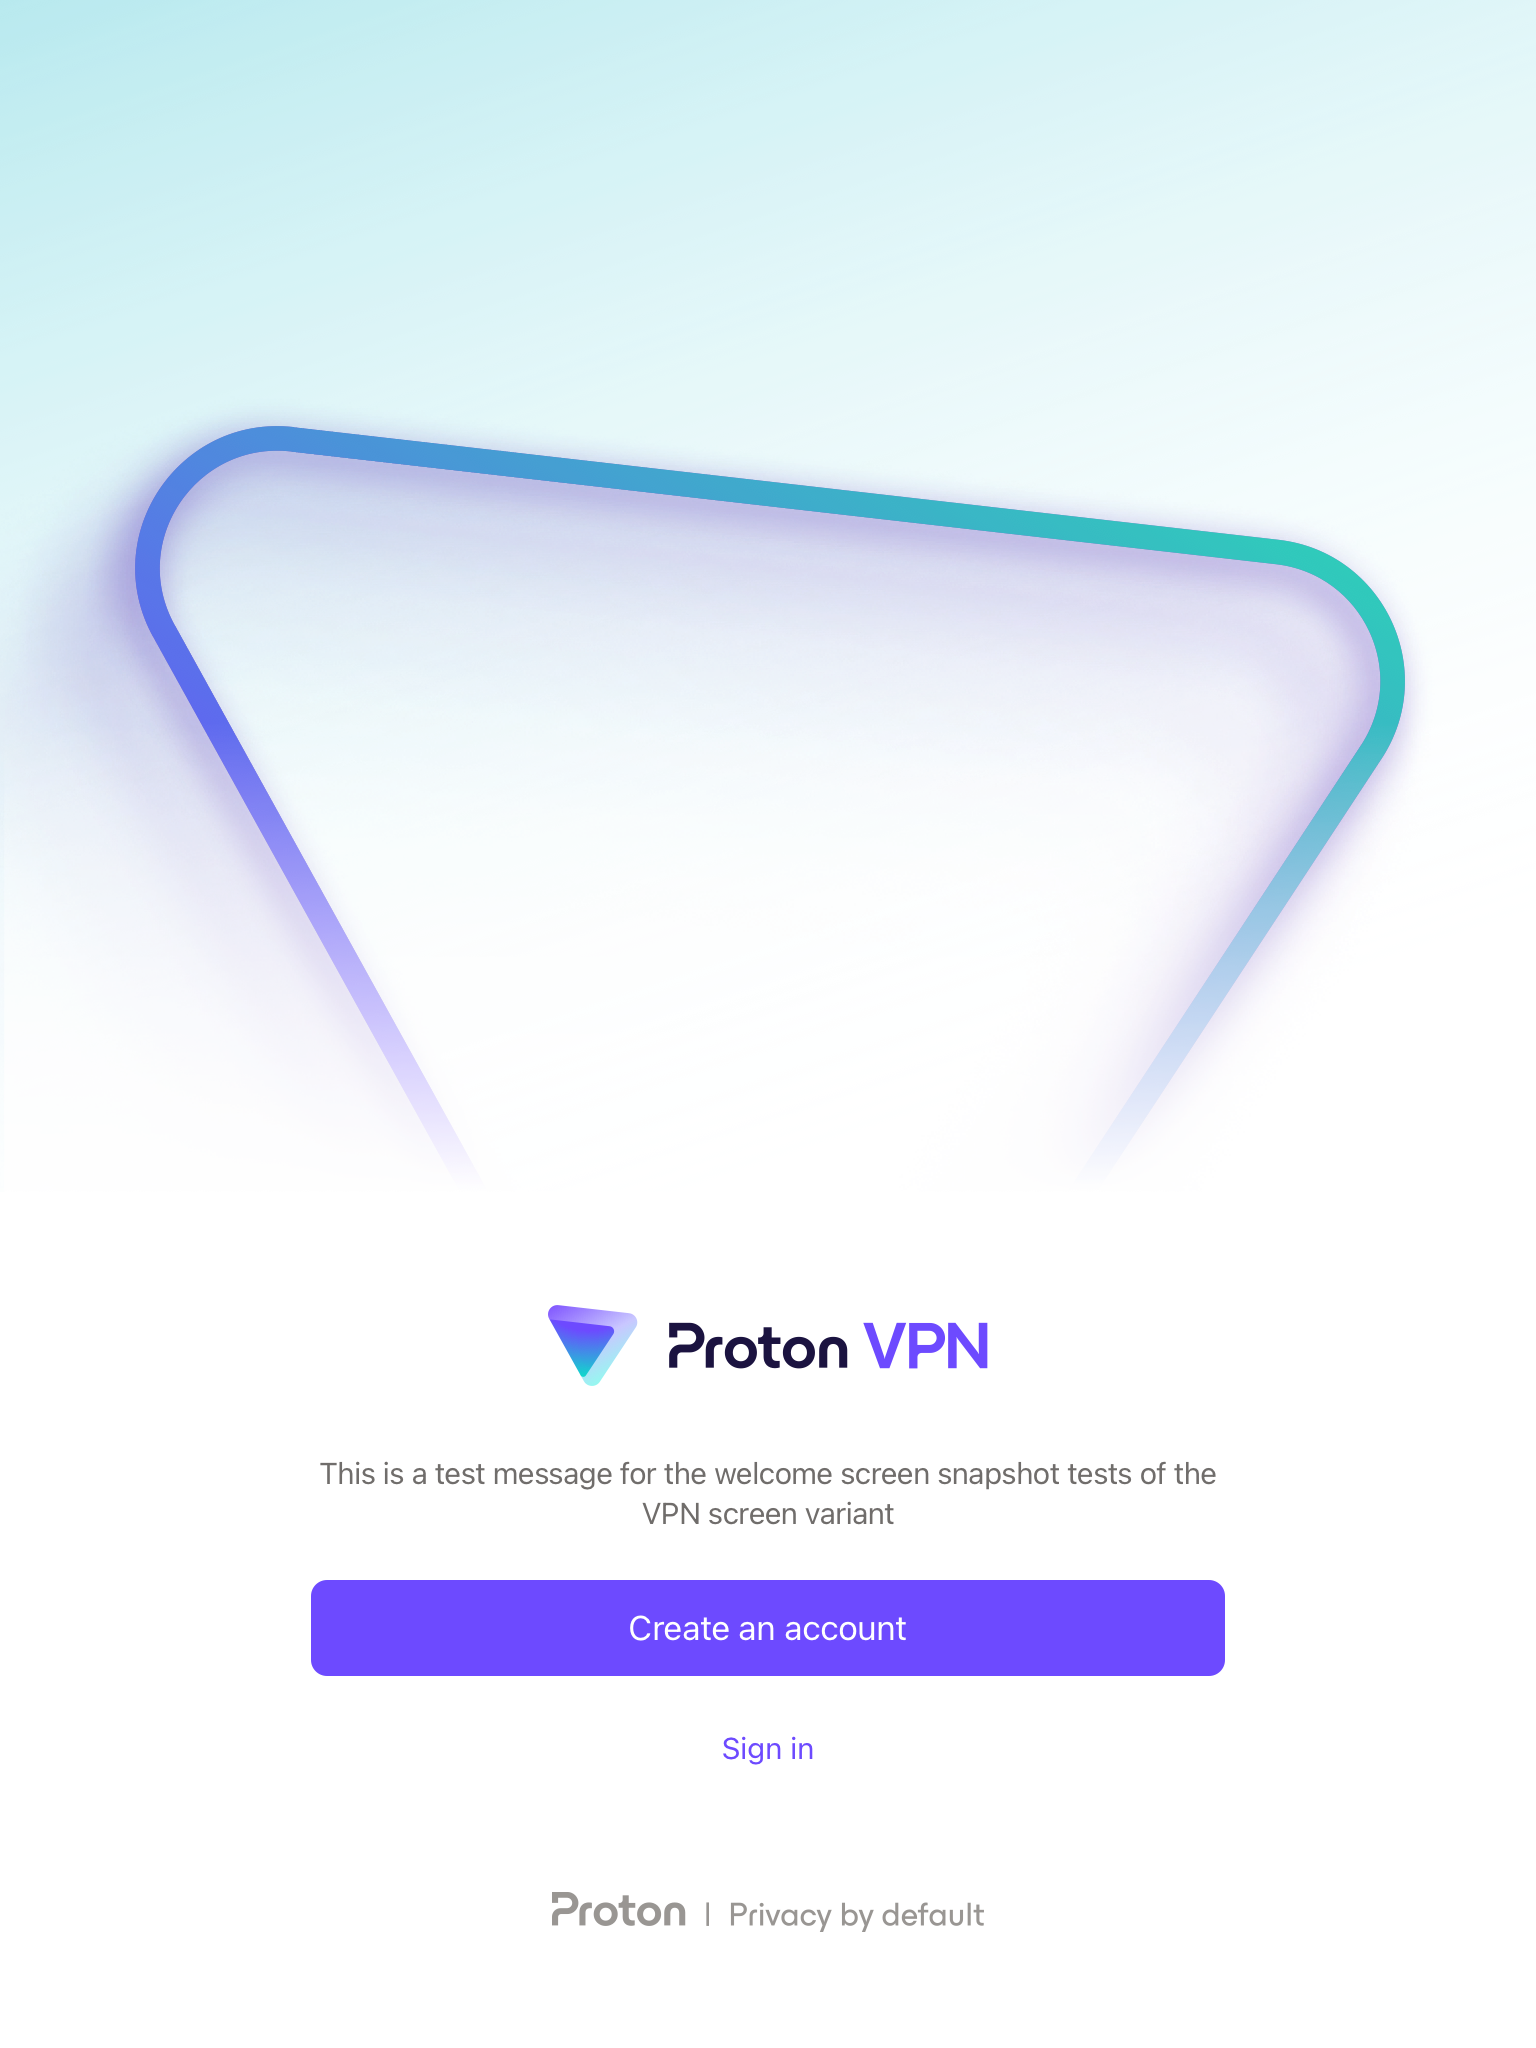 Proton VPN
This is a test message for the welcome screen snapshot tests of the
VPN screen variant
Create an account
Sign in
Proton | Privacy by default